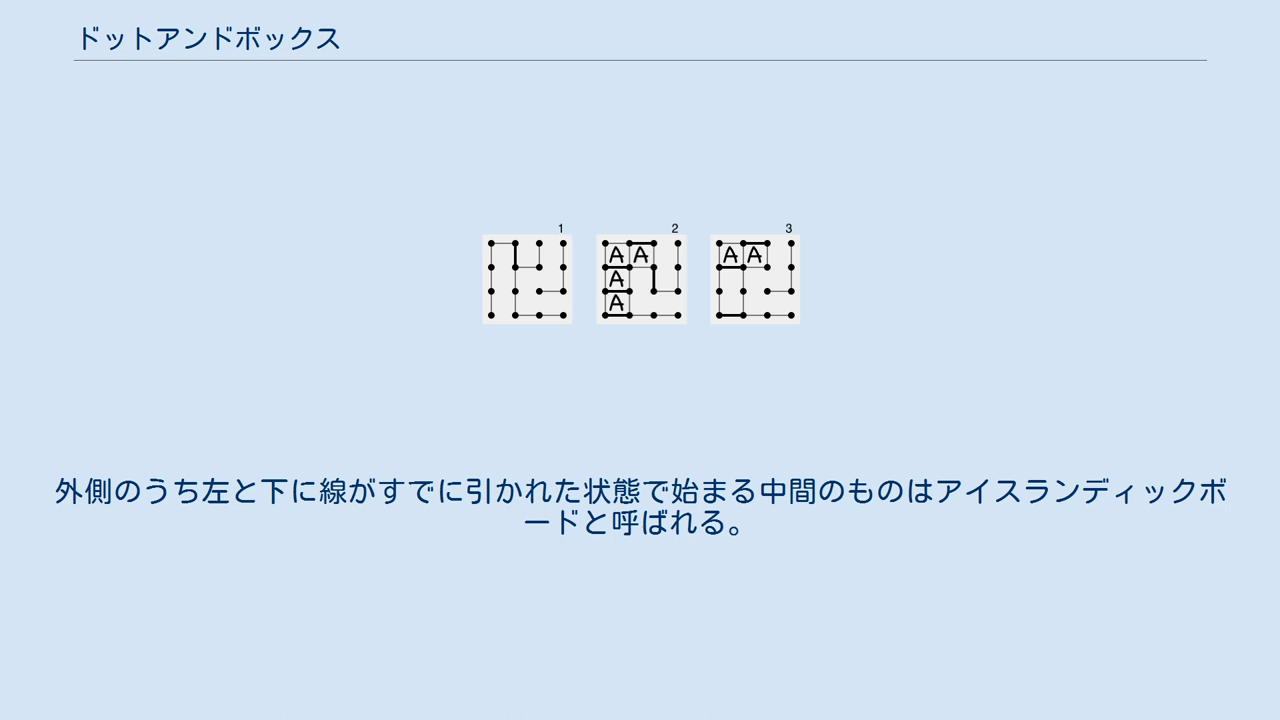 ドットアンドボックス
1 2 3
A A A
A A
A
A
外側のうち左と下に線がすでに引かれた状態で始まる中間のものはアイスランディックボ
ードと呼ばれる。